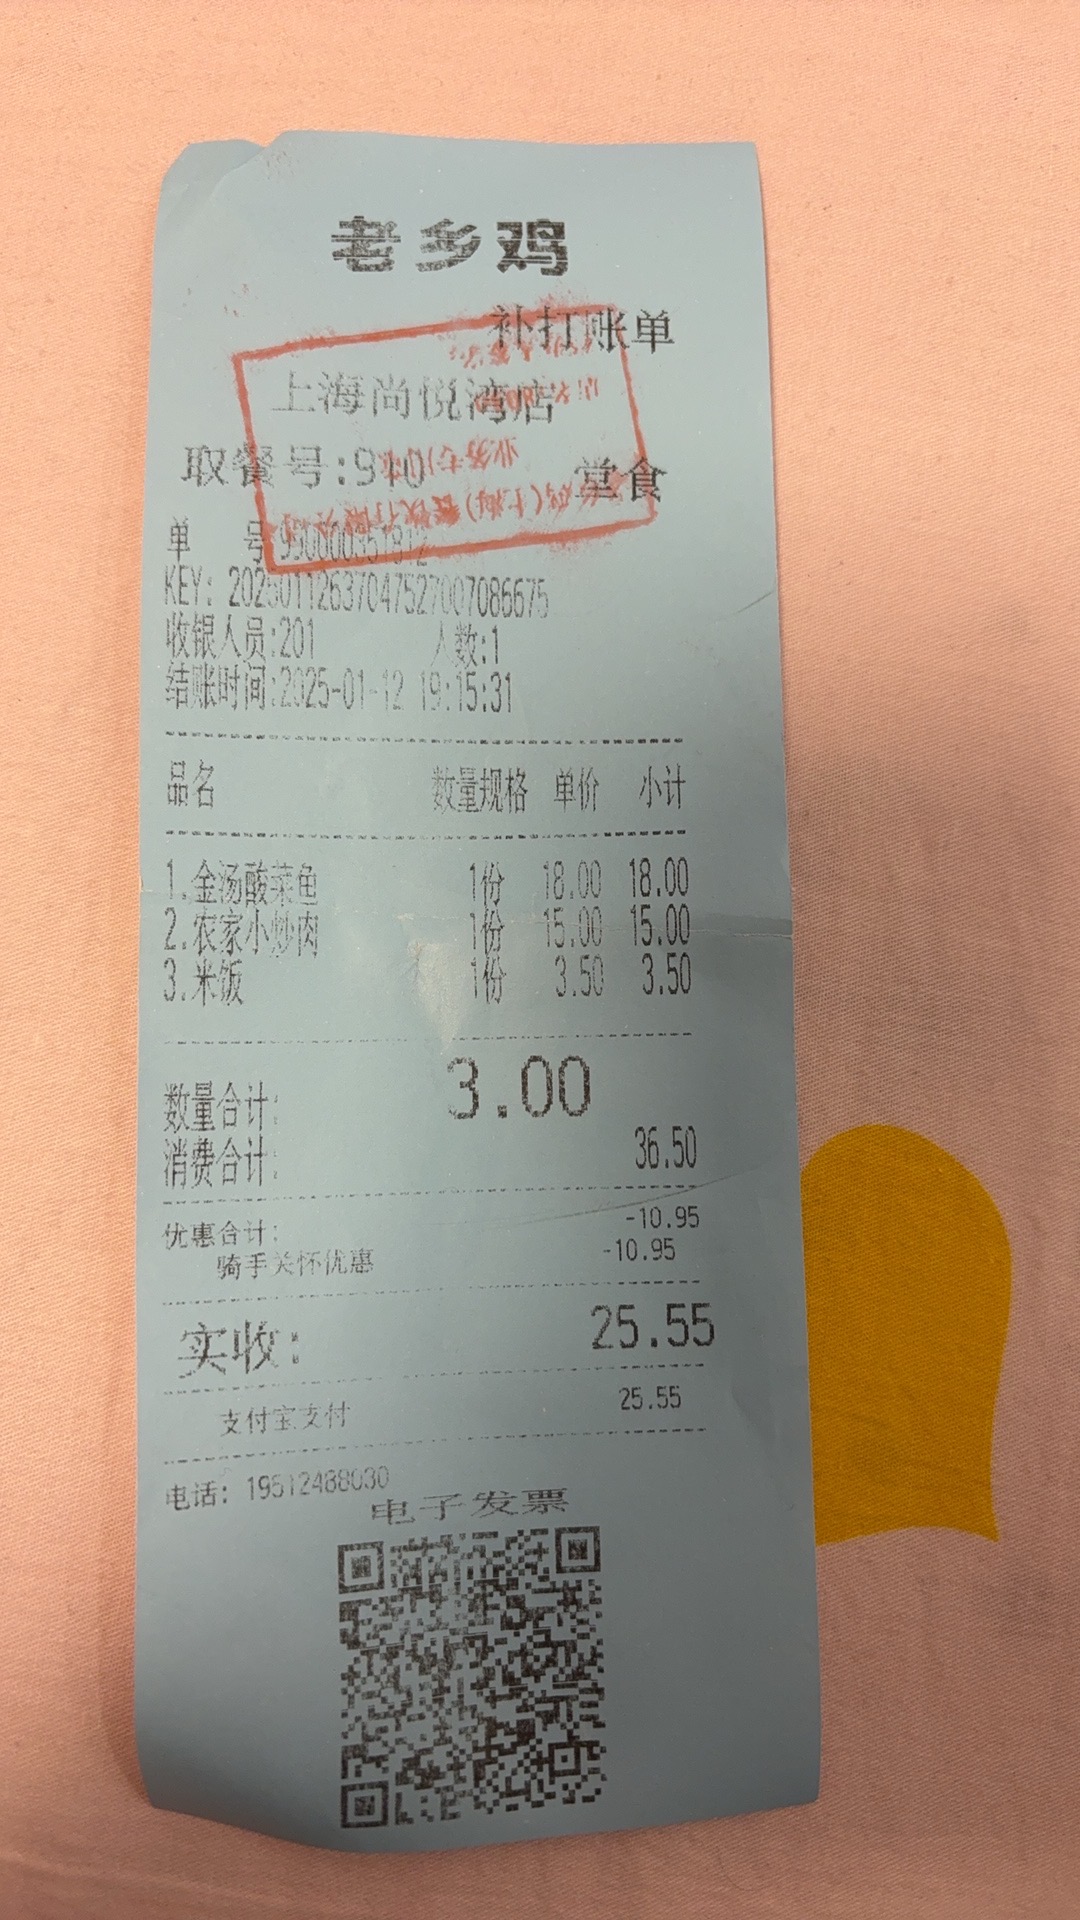 老乡鸡
补打账单
上海尚悦湾店
取餐号:910 堂食
单 号
KEY: 202501126370475270070866​75
收银人员:201 人数:1
结账时间:2025-01-12 19:15:31
品名 数量规格 单价 小计
1.金汤酸菜鱼 1份 18.00 18.00
2.农家小炒肉 1份 15.00 15.00
3.米饭 1份 3.50 3.50
数量合计: 3.00
消费合计: 36.50
优惠合计: -10.95
骑手关怀优惠 -10.95
实收: 25.55
支付宝支付 25.55
电话: 19512488030
电子发票